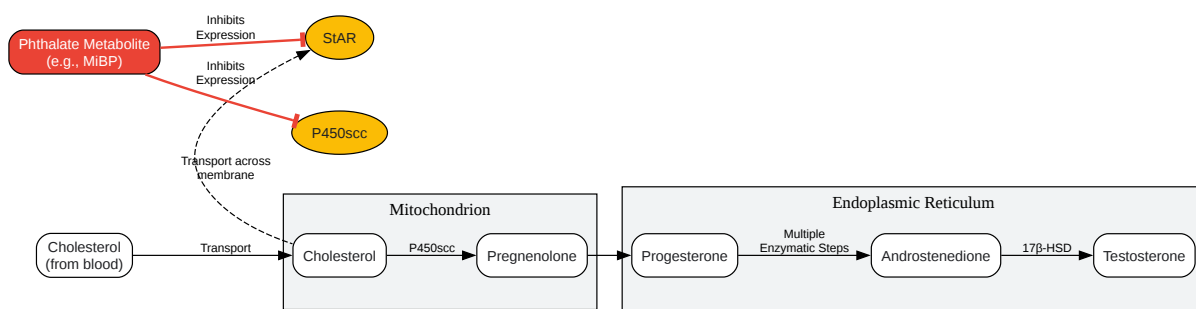 Inhibits
Expression
StAR
Phthalate Metabolite
(e.g., MiBP)
Inhibits
Expression
P450scc
Transport across
membrane
Mitochondrion
Endoplasmic Reticulum
Cholesterol
(from blood)
Transport
Cholesterol
P450scc
Pregnenolone
Progesterone
Multiple
Enzymatic Steps
Androstenedione
17β-HSD
Testosterone